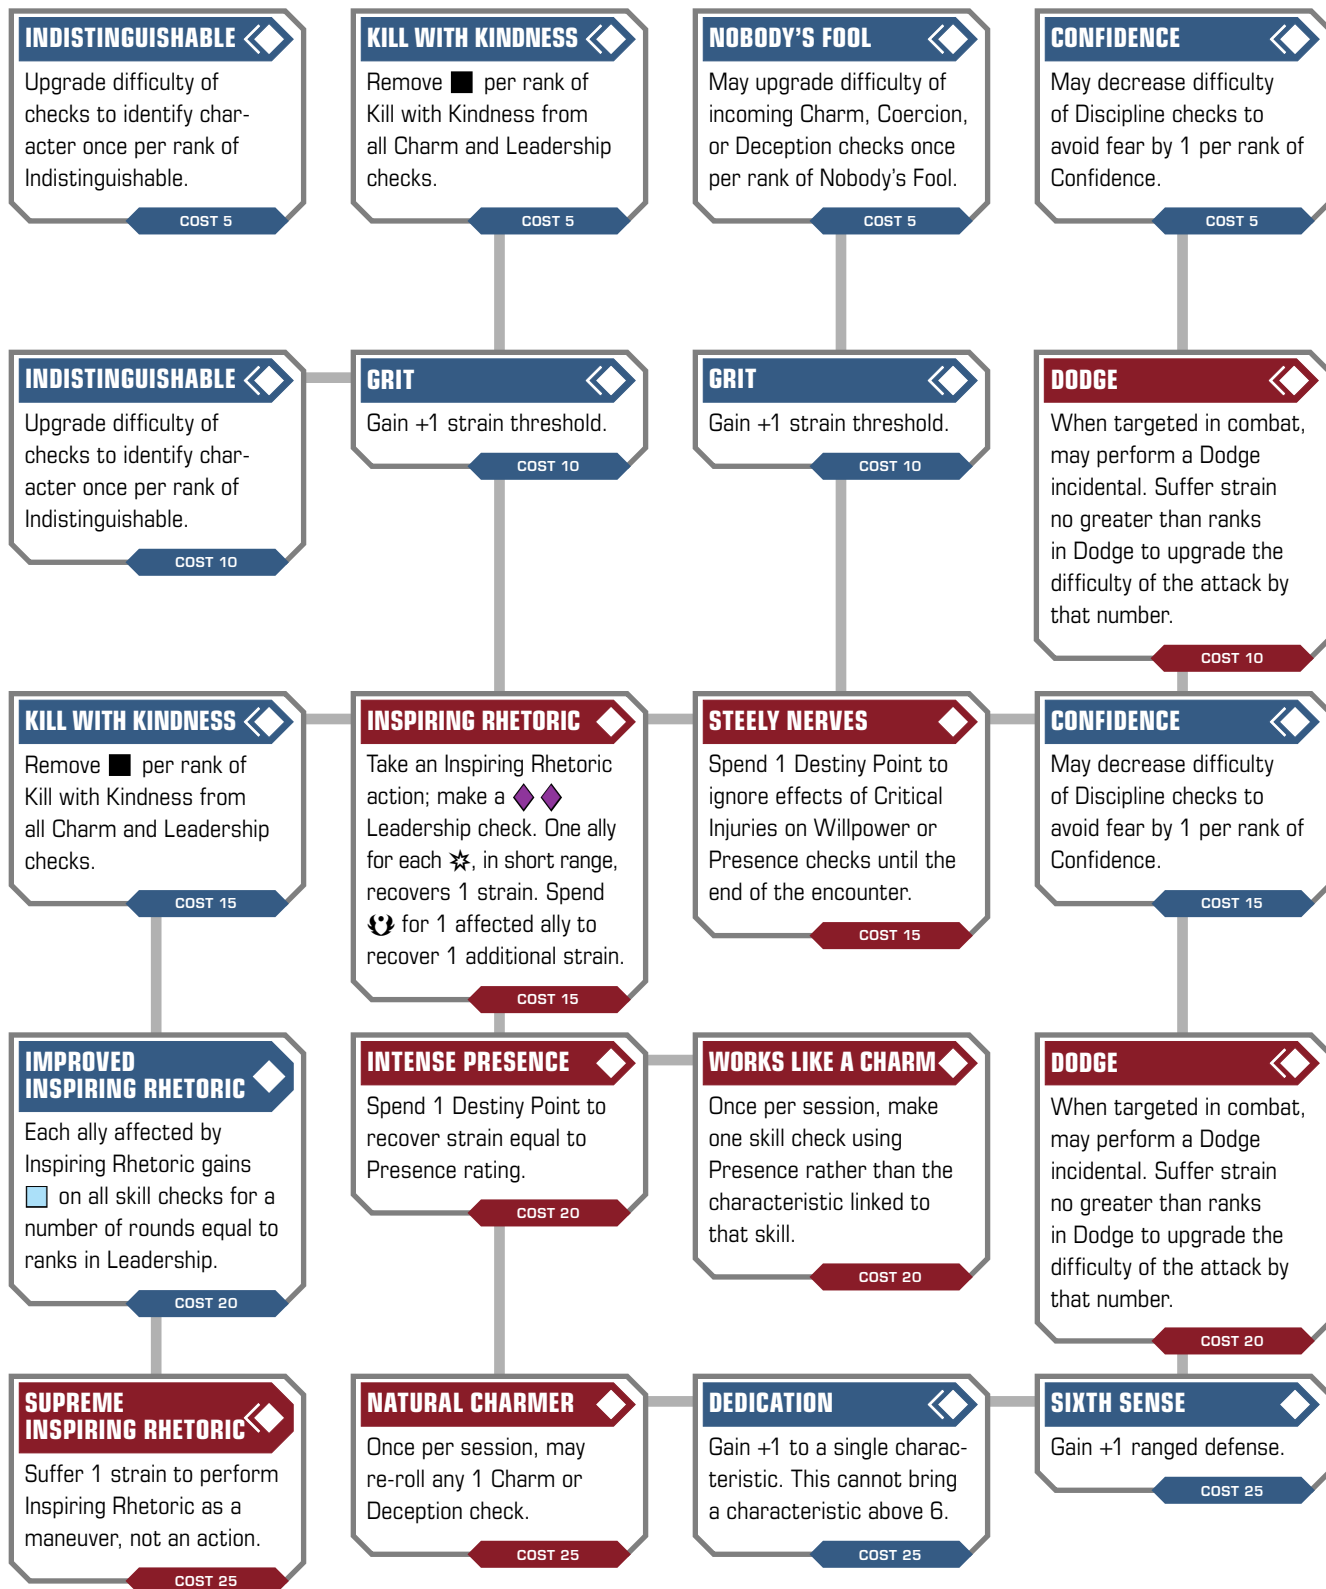 INDISTINGUISHABLE
Upgrade difficulty of
checks to identify char-
acter once per rank of
Indistinguishable.
COST 5
KILL WITH KINDNESS
Remove per rank of
Kill with Kindness from
all Charm and Leadership
checks.
COST 5
NOBODY'S FOOL
May upgrade difficulty of
incoming Charm, Coercion,
or Deception checks once
per rank of Nobody's Fool.
COST 5
CONFIDENCE
May decrease difficulty
of Discipline checks to
avoid fear by 1 per rank of
Confidence.
COST 5
INDISTINGUISHABLE
Upgrade difficulty of
checks to identify char-
acter once per rank of
Indistinguishable.
COST 10
GRIT
Gain +1 strain threshold.
COST 10
GRIT
Gain +1 strain threshold.
COST 10
DODGE
When targeted in combat,
may perform a Dodge
incidental. Suffer strain
no greater than ranks
in Dodge to upgrade the
difficulty of the attack by
that number.
COST 10
KILL WITH KINDNESS
Remove per rank of
Kill with Kindness from
all Charm and Leadership
checks.
COST 15
INSPIRING RHETORIC
Take an Inspiring Rhetoric
action; make a
Leadership check. One ally
for each , in short range,
recovers 1 strain. Spend
for 1 affected ally to
recover 1 additional strain.
COST 15
STEELY NERVES
Spend 1 Destiny Point to
ignore effects of Critical
Injuries on Willpower or
Presence checks until the
end of the encounter.
COST 15
CONFIDENCE
May decrease difficulty
of Discipline checks to
avoid fear by 1 per rank of
Confidence.
COST 15
IMPROVED
INSPIRING RHETORIC
Each ally affected by
Inspiring Rhetoric gains
on all skill checks for a
number of rounds equal to
ranks in Leadership.
COST 20
INTENSE PRESENCE
Spend 1 Destiny Point to
recover strain equal to
Presence rating.
COST 20
WORKS LIKE A CHARM
Once per session, make
one skill check using
Presence rather than the
characteristic linked to
that skill.
COST 20
DODGE
When targeted in combat,
may perform a Dodge
incidental. Suffer strain
no greater than ranks
in Dodge to upgrade the
difficulty of the attack by
that number.
COST 20
SUPREME
INSPIRING RHETORIC
Suffer 1 strain to perform
Inspiring Rhetoric as a
maneuver, not an action.
COST 25
NATURAL CHARMER
Once per session, may
re-roll any 1 Charm or
Deception check.
COST 25
DEDICATION
Gain +1 to a single charac-
teristic. This cannot bring
a characteristic above 6.
COST 25
SIXTH SENSE
Gain +1 ranged defense.
COST 25